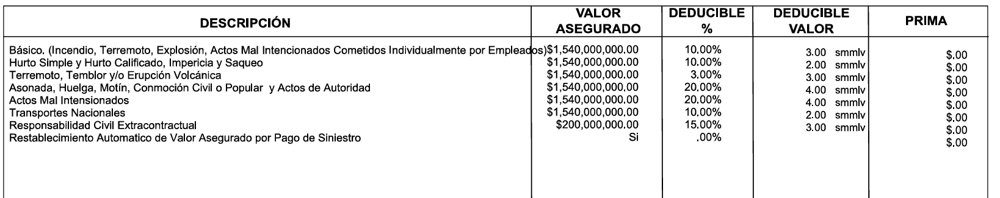 DESCRIPCIÓN VALOR ASEGURADO DEDUCIBLE % DEDUCIBLE VALOR PRIMA
Básico. (Incendio, Terremoto, Explosión, Actos Mal Intencionados Cometidos Individualmente por Empleados) $1,540,000,000.00 10.00% 3.00 smmlv $.00
Hurto Simple y Hurto Calificado, Impericia y Saqueo $1,540,000,000.00 10.00% 2.00 smmlv $.00
Terremoto, Temblor y/o Erupción Volcánica $1,540,000,000.00 3.00% 3.00 smmlv $.00
Asonada, Huelga, Motín, Conmoción Civil o Popular y Actos de Autoridad $1,540,000,000.00 20.00% 4.00 smmlv $.00
Actos Mal Intensionados $1,540,000,000.00 20.00% 4.00 smmlv $.00
Transportes Nacionales $1,540,000,000.00 10.00% 2.00 smmlv $.00
Responsabilidad Civil Extracontractual $200,000,000.00 15.00% 3.00 smmlv $.00
Restablecimiento Automatico de Valor Asegurado por Pago de Siniestro Si .00% $.00